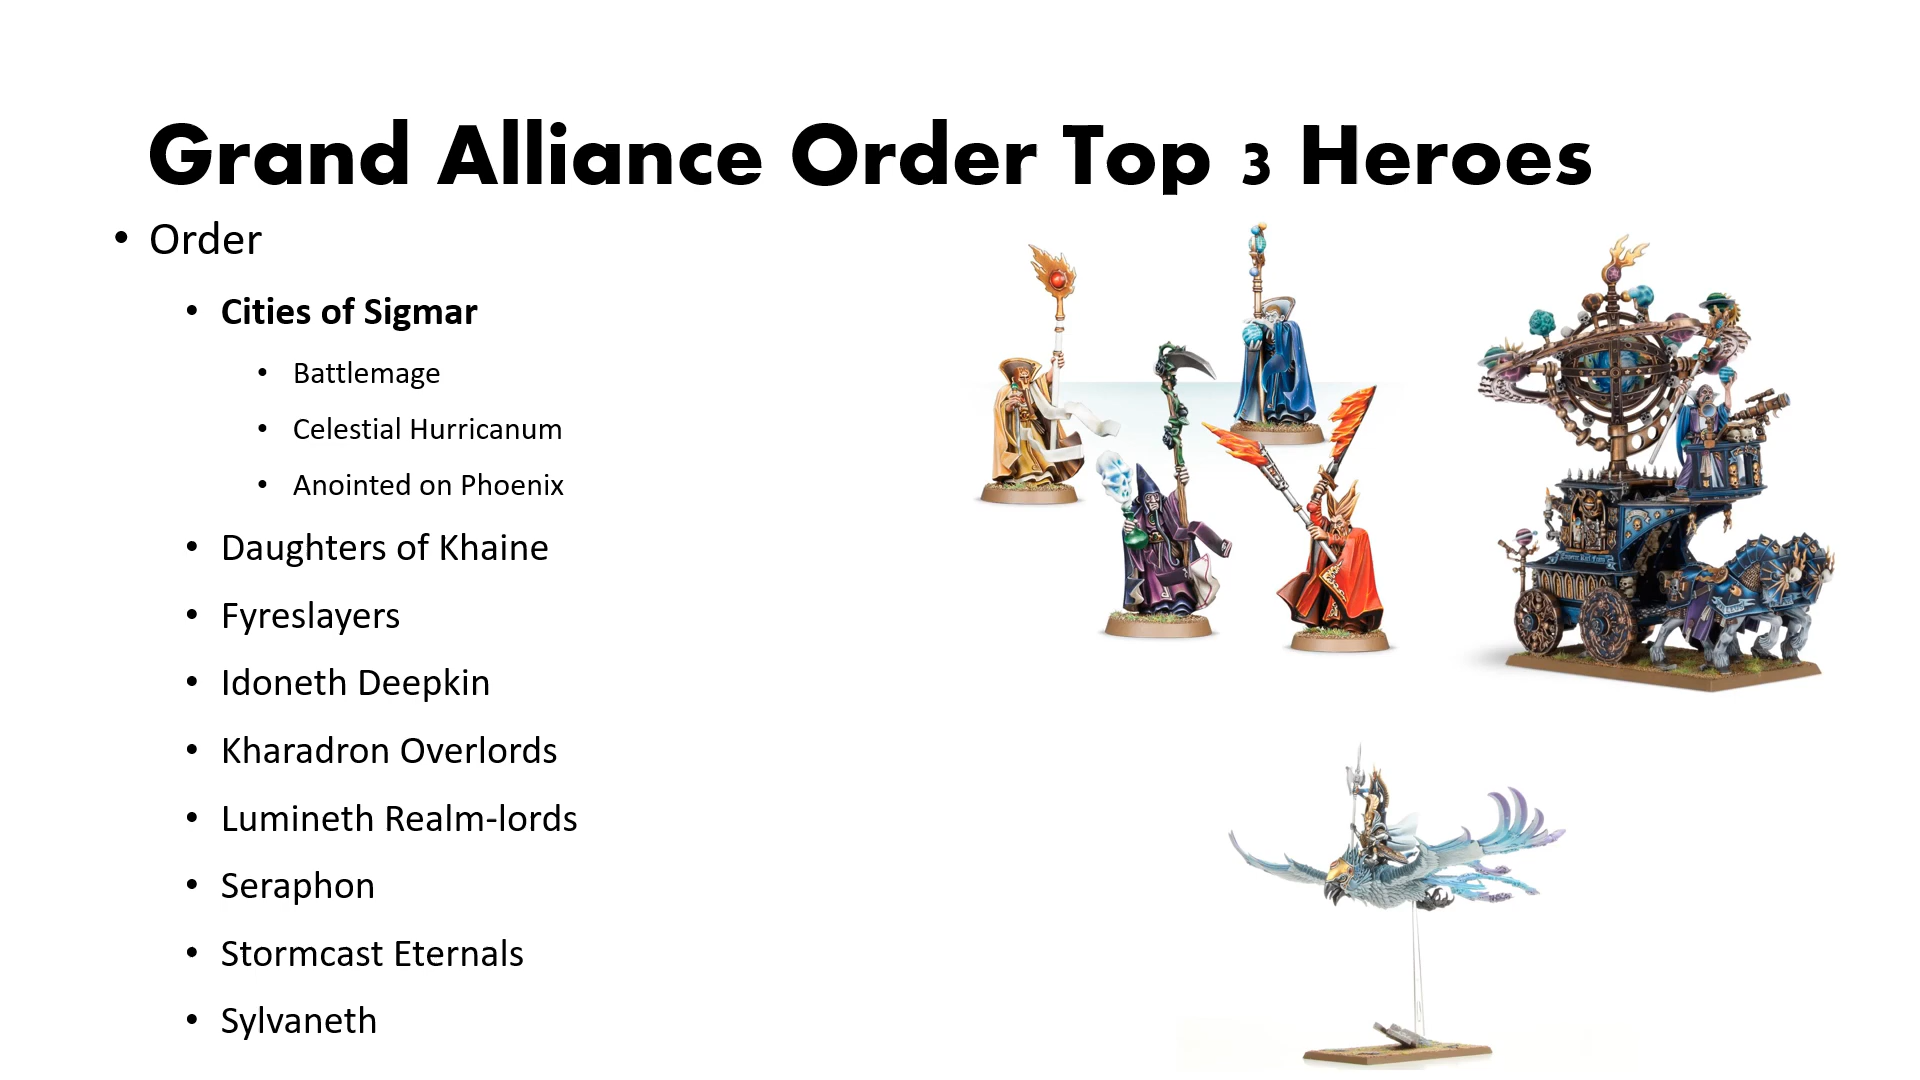 Grand Alliance Order Top 3 Heroes
• Order
• Cities of Sigmar
• Battlemage
• Celestial Hurricanum
• Anointed on Phoenix
• Daughters of Khaine
• Fyreslayers
• Idoneth Deepkin
• Kharadron Overlords
• Lumineth Realm-lords
• Seraphon
• Stormcast Eternals
• Sylvaneth